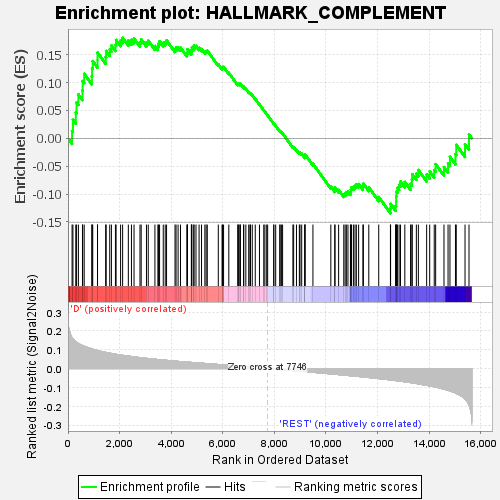 Enrichment plot: HALLMARK_COMPLEMENT
Enrichment score (ES)
0.15
0.10
0.05
0.00
-0.05
-0.10
-0.15
'D' (positively correlated)
Ranked list metric (Signal2Noise)
0.3
0.2
0.1
0.0
-0.1
-0.2
-0.3
Zero cross at 7746
'REST' (negatively correlated)
0
2,000
4,000
6,000
8,000
10,000
12,000
14,000
16,000
Rank in Ordered Dataset
Enrichment profile
Hits
Ranking metric scores